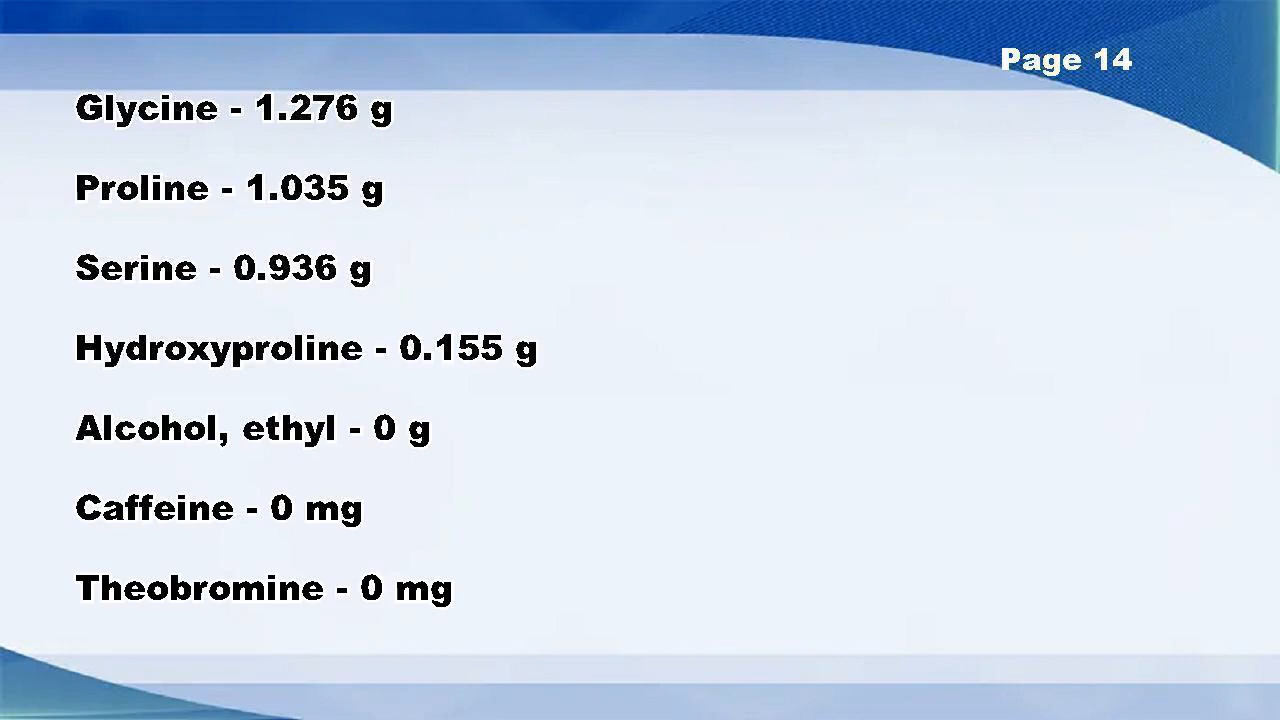 Page 14
Glycine - 1.276 g
Proline - 1.035 g
Serine - 0.936 g
Hydroxyproline - 0.155 g
Alcohol, ethyl - 0 g
Caffeine - 0 mg
Theobromine - 0 mg